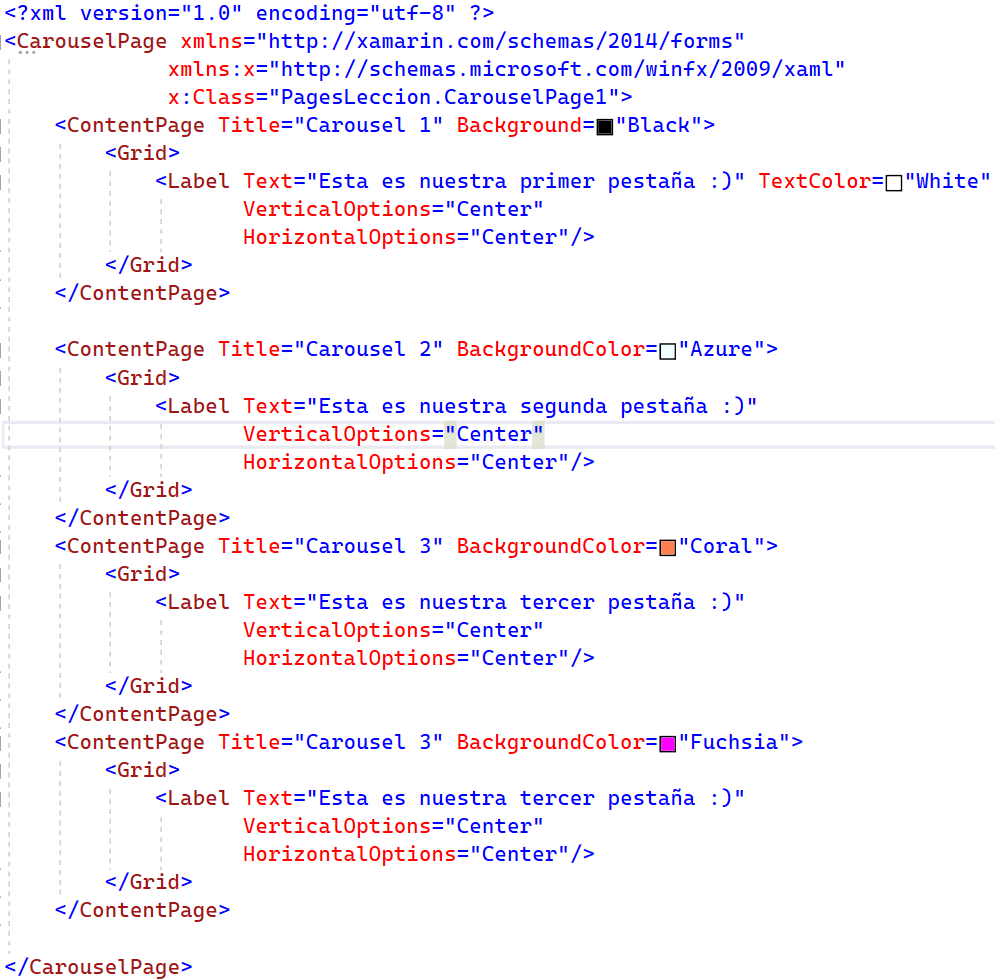 <?xml version="1.0" encoding="utf-8" ?>
<CarouselPage xmlns="http://xamarin.com/schemas/2014/forms"
             xmlns:x="http://schemas.microsoft.com/winfx/2009/xaml"
             x:Class="PagesLeccion.CarouselPage1">
    <ContentPage Title="Carousel 1" Background="Black">
        <Grid>
            <Label Text="Esta es nuestra primer pestaña :)" TextColor="White"
                   VerticalOptions="Center"
                   HorizontalOptions="Center"/>
        </Grid>
    </ContentPage>

    <ContentPage Title="Carousel 2" BackgroundColor="Azure">
        <Grid>
            <Label Text="Esta es nuestra segunda pestaña :)"
                   VerticalOptions="Center"
                   HorizontalOptions="Center"/>
        </Grid>
    </ContentPage>
    <ContentPage Title="Carousel 3" BackgroundColor="Coral">
        <Grid>
            <Label Text="Esta es nuestra tercer pestaña :)"
                   VerticalOptions="Center"
                   HorizontalOptions="Center"/>
        </Grid>
    </ContentPage>
    <ContentPage Title="Carousel 3" BackgroundColor="Fuchsia">
        <Grid>
            <Label Text="Esta es nuestra tercer pestaña :)"
                   VerticalOptions="Center"
                   HorizontalOptions="Center"/>
        </Grid>
    </ContentPage>

</CarouselPage>